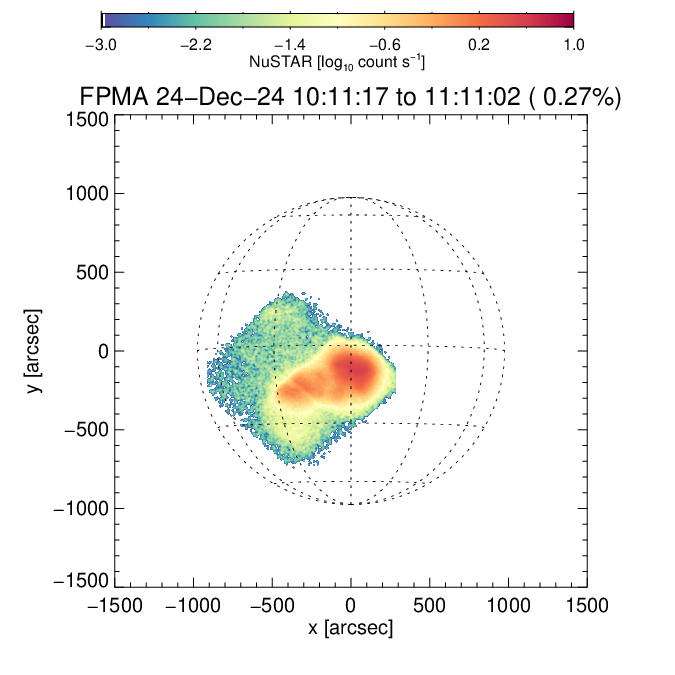 −3.0 −2.2 −1.4 −0.6 0.2 1.0
NuSTAR [log₁₀ count s⁻¹]
FPMA 24−Dec−24 10:11:17 to 11:11:02 ( 0.27%)
1500
1000
500
0
−500
−1000
−1500
y [arcsec]
−1500 −1000 −500 0 500 1000 1500
x [arcsec]